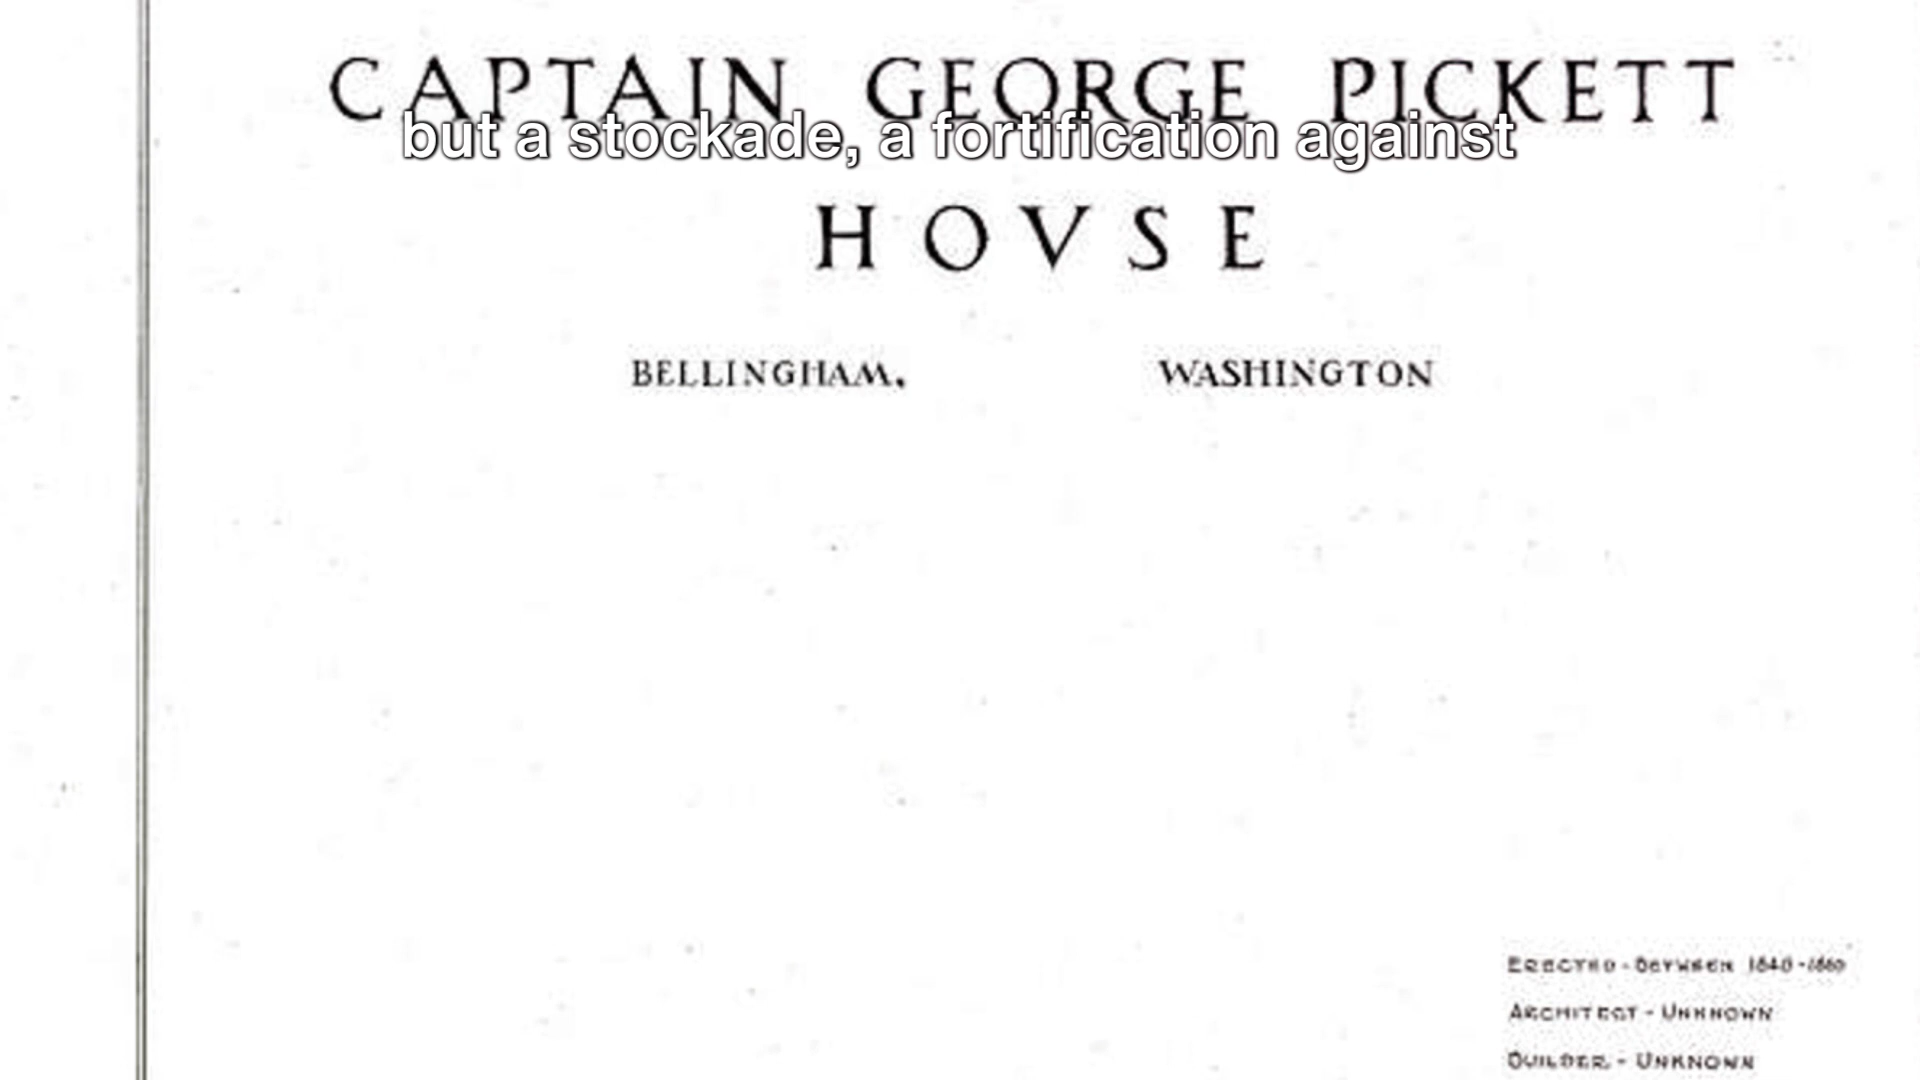 CAPTAIN GEORGE PICKETT
but a stockade, a fortification against
HOVSE
BELLINGHAM, WASHINGTON
ERECTED - BETWEEN 1840 - 1860
ARCHITECT - UNKNOWN
BUILDER - UNKNOWN